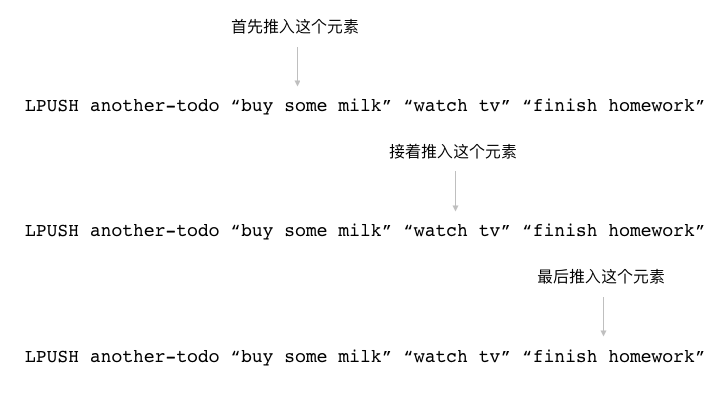 首先推入这个元素
LPUSH another-todo “buy some milk” “watch tv” “finish homework”
接着推入这个元素
LPUSH another-todo “buy some milk” “watch tv” “finish homework”
最后推入这个元素
LPUSH another-todo “buy some milk” “watch tv” “finish homework”